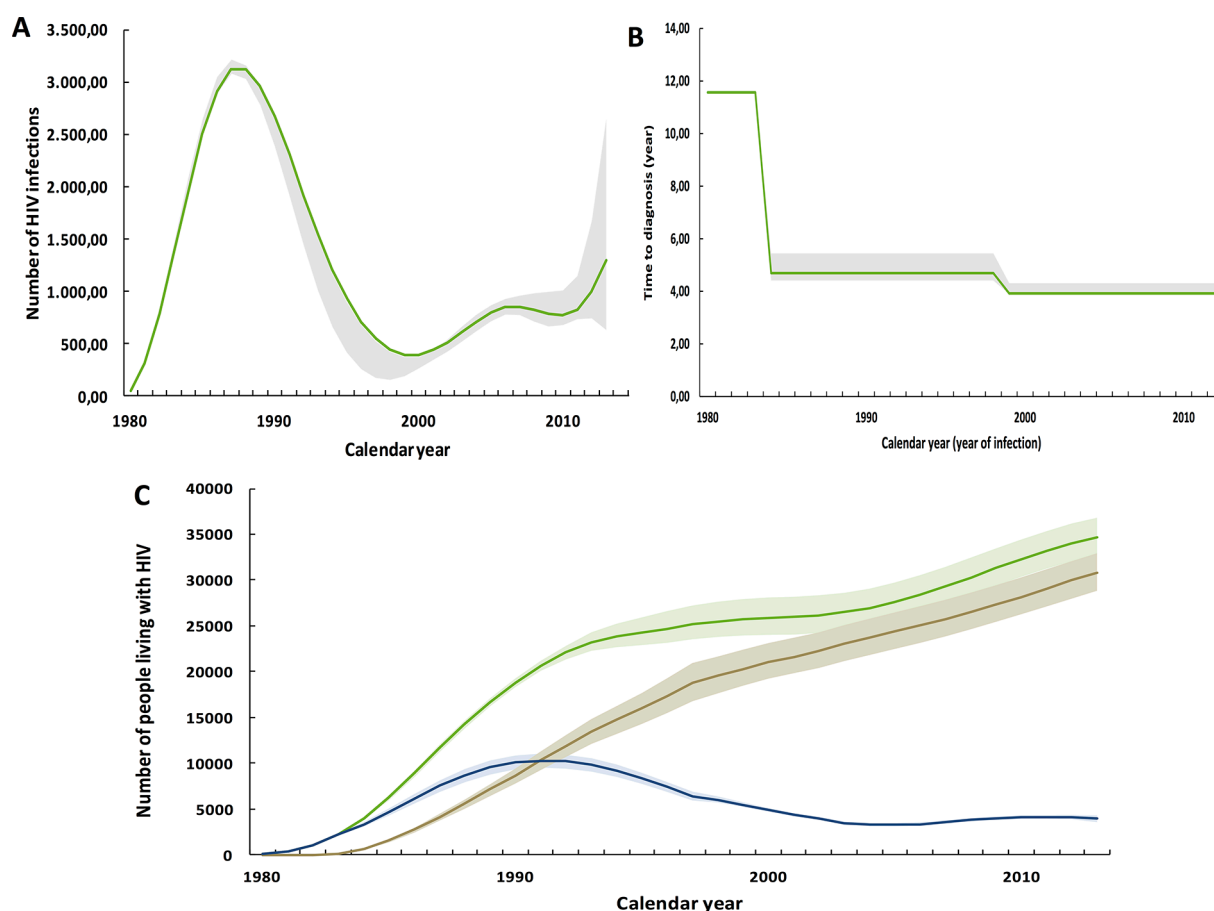 A
Number of HIV infections
3.500,00
3.000,00
2.500,00
2.000,00
1.500,00
1.000,00
500,00
0,00
1980 1990 2000 2010
Calendar year
B
Time to diagnosis (year)
14,00
12,00
10,00
8,00
6,00
4,00
2,00
0,00
1980 1990 2000 2010
Calendar year (year of infection)
C
Number of people living with HIV
40000
35000
30000
25000
20000
15000
10000
5000
0
1980 1990 2000 2010
Calendar year